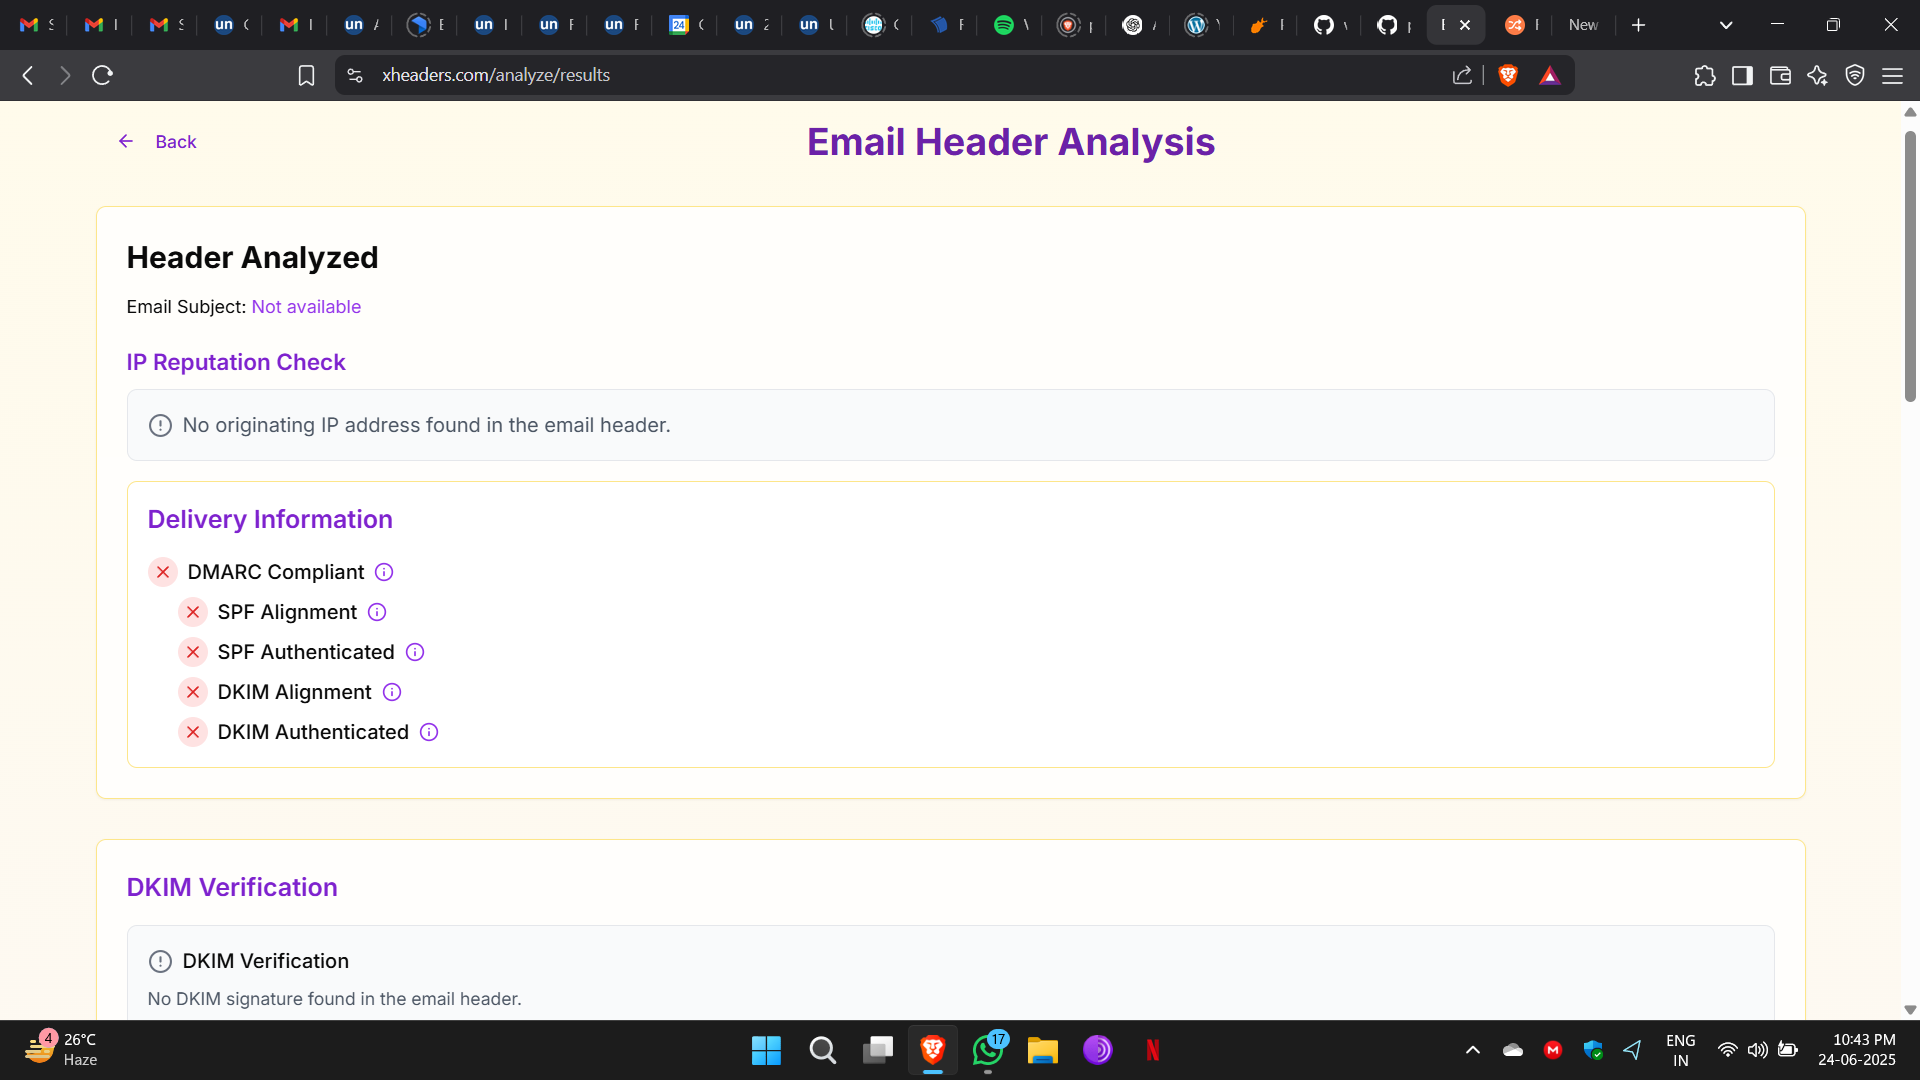 New
xheaders.com/analyze/results
Back
Email Header Analysis
Header Analyzed
Email Subject: Not available
IP Reputation Check
No originating IP address found in the email header.
Delivery Information
DMARC Compliant
SPF Alignment
SPF Authenticated
DKIM Alignment
DKIM Authenticated
DKIM Verification
DKIM Verification
No DKIM signature found in the email header.
4
26°C
Haze
17
ENG
IN
10:43 PM
24-06-2025